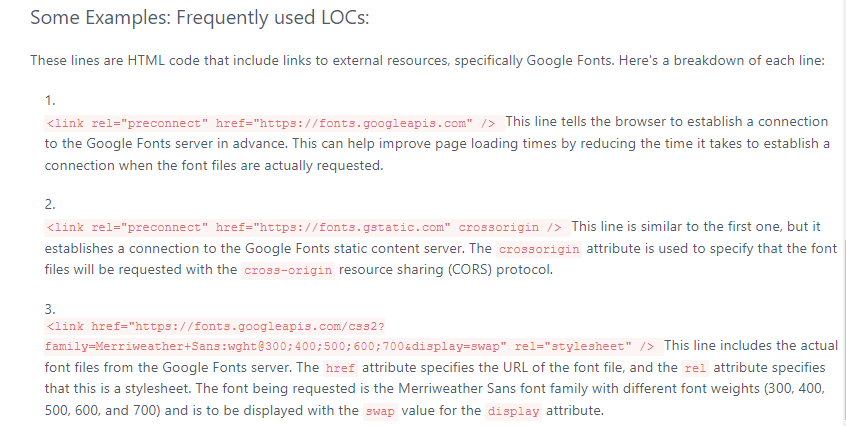 Some Examples: Frequently used LOCs:
These lines are HTML code that include links to external resources, specifically Google Fonts. Here's a breakdown of each line:
1.
<link rel="preconnect" href="https://fonts.googleapis.com" /> This line tells the browser to establish a connection
to the Google Fonts server in advance. This can help improve page loading times by reducing the time it takes to establish a
connection when the font files are actually requested.
2.
<link rel="preconnect" href="https://fonts.gstatic.com" crossorigin /> This line is similar to the first one, but it
establishes a connection to the Google Fonts static content server. The crossorigin attribute is used to specify that the font
files will be requested with the cross-origin resource sharing (CORS) protocol.
3.
<link href="https://fonts.googleapis.com/css2?
family=Merriweather+Sans:wght@300;400;500;600;700&display=swap" rel="stylesheet" /> This line includes the actual
font files from the Google Fonts server. The href attribute specifies the URL of the font file, and the rel attribute specifies
that this is a stylesheet. The font being requested is the Merriweather Sans font family with different font weights (300, 400,
500, 600, and 700) and is to be displayed with the swap value for the display attribute.